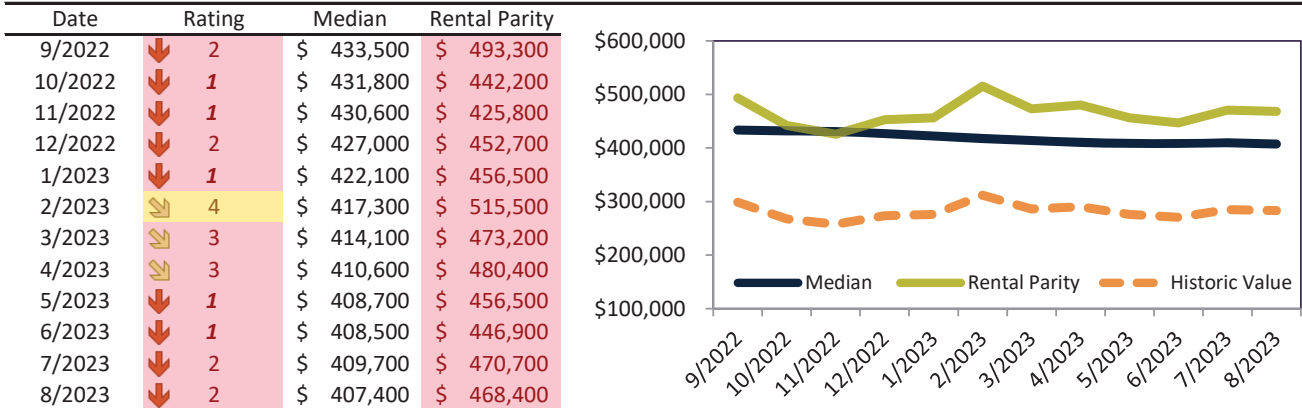 Date Rating Median Rental Parity
9/2022 2 $ 433,500 $ 493,300
10/2022 1 $ 431,800 $ 442,200
11/2022 1 $ 430,600 $ 425,800
12/2022 2 $ 427,000 $ 452,700
1/2023 1 $ 422,100 $ 456,500
2/2023 4 $ 417,300 $ 515,500
3/2023 3 $ 414,100 $ 473,200
4/2023 3 $ 410,600 $ 480,400
5/2023 1 $ 408,700 $ 456,500
6/2023 1 $ 408,500 $ 446,900
7/2023 2 $ 409,700 $ 470,700
8/2023 2 $ 407,400 $ 468,400
$600,000
$500,000
$400,000
$300,000
$200,000
$100,000
Median Rental Parity Historic Value
9/2022 10/2022 11/2022 12/2022 1/2023 2/2023 3/2023 4/2023 5/2023 6/2023 7/2023 8/2023